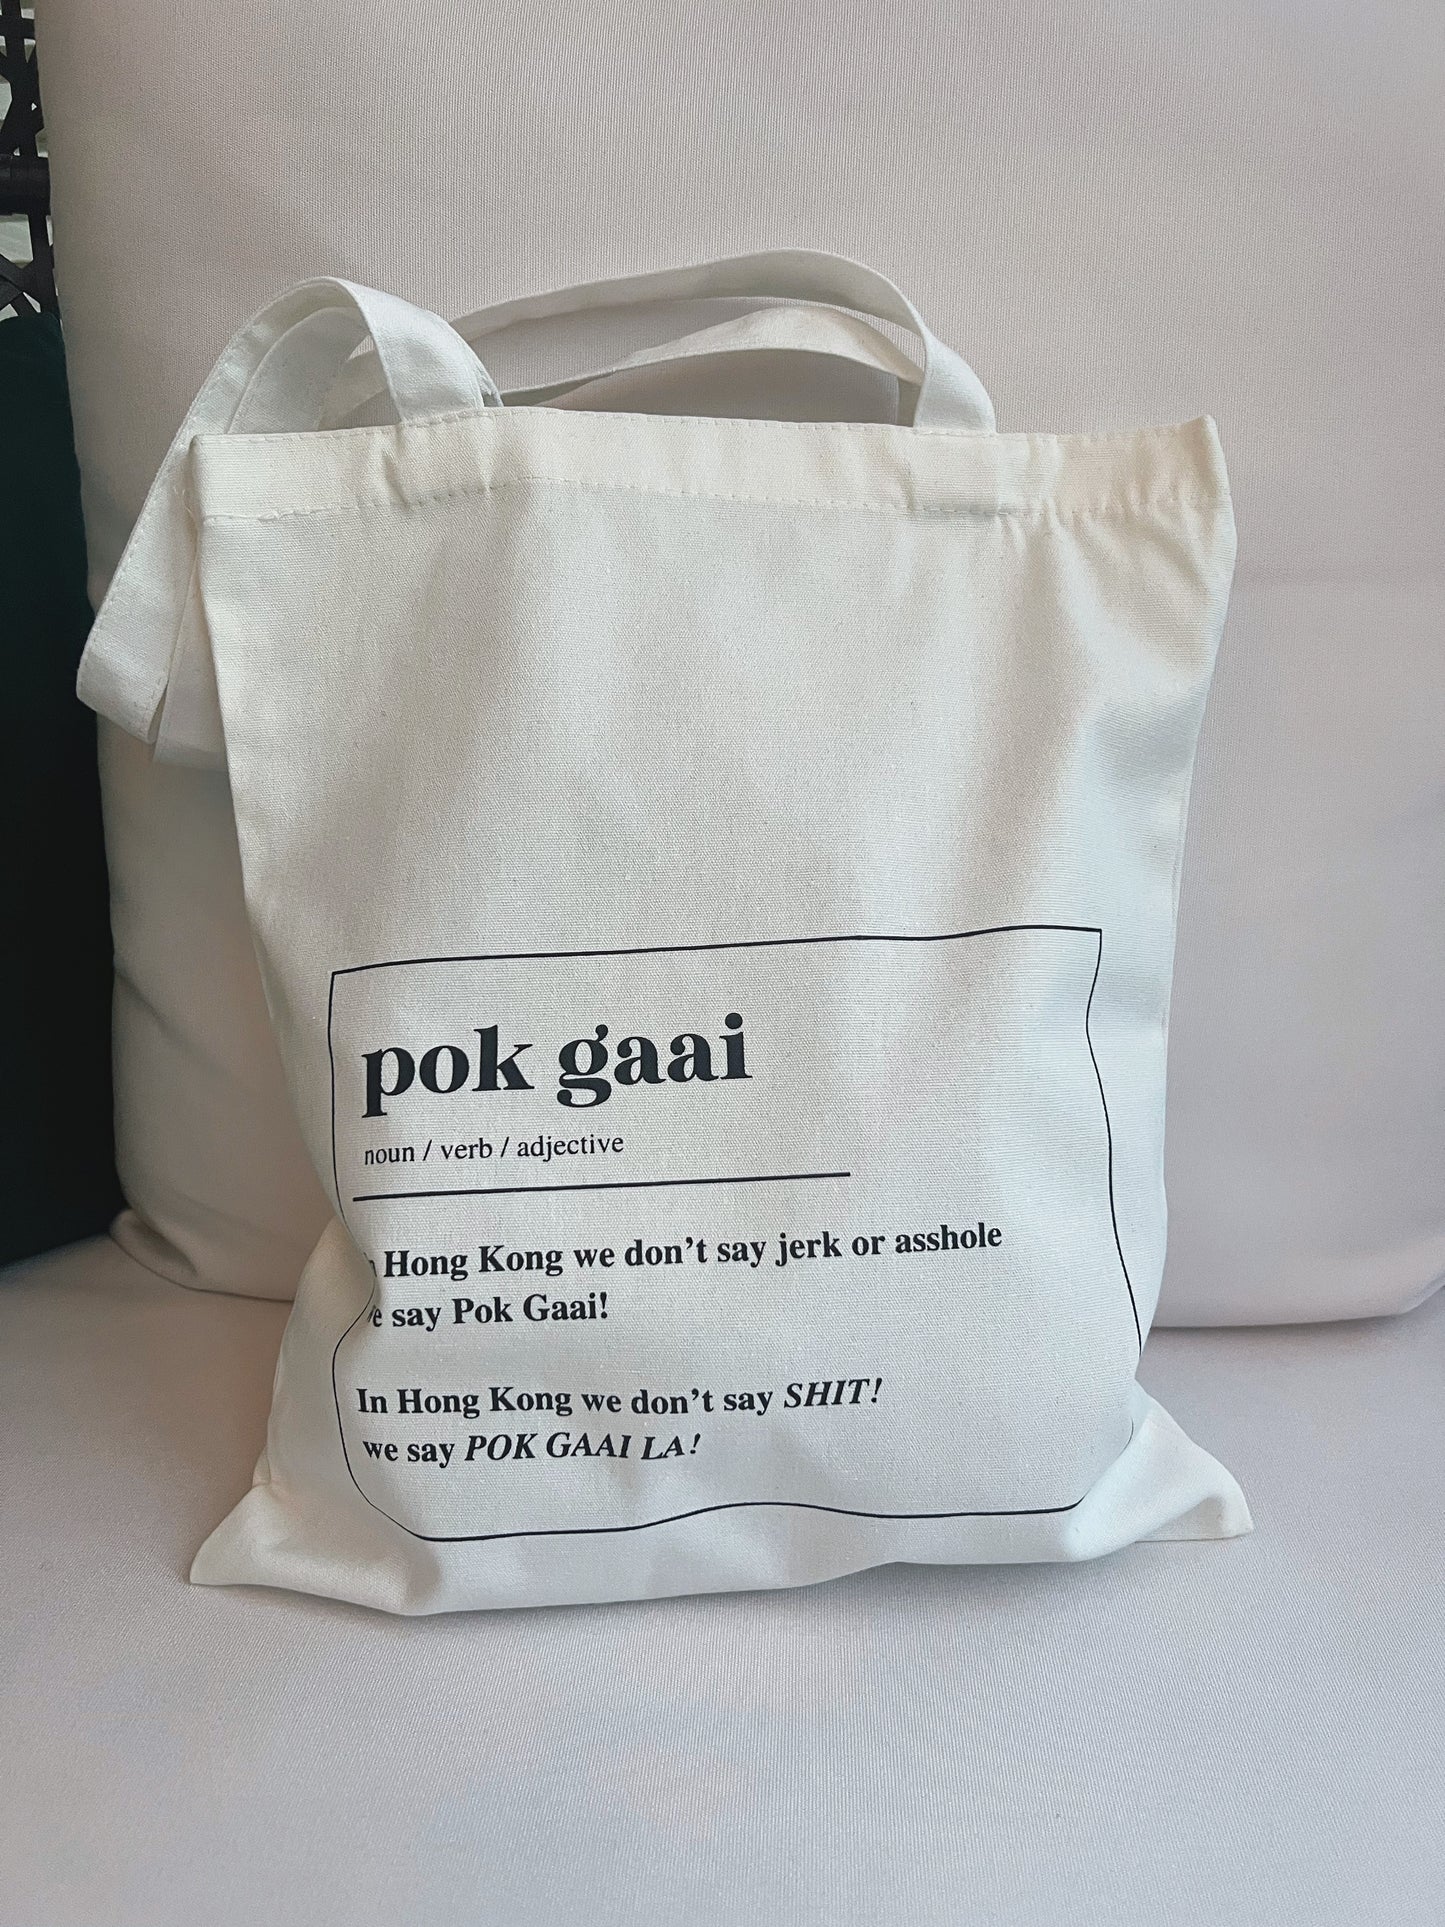 pok gaai
noun / verb / adjective
Hong Kong we don't say jerk or asshole
say Pok Gaai!
In Hong Kong we don't say SHIT!
we say POK GAAI LA!